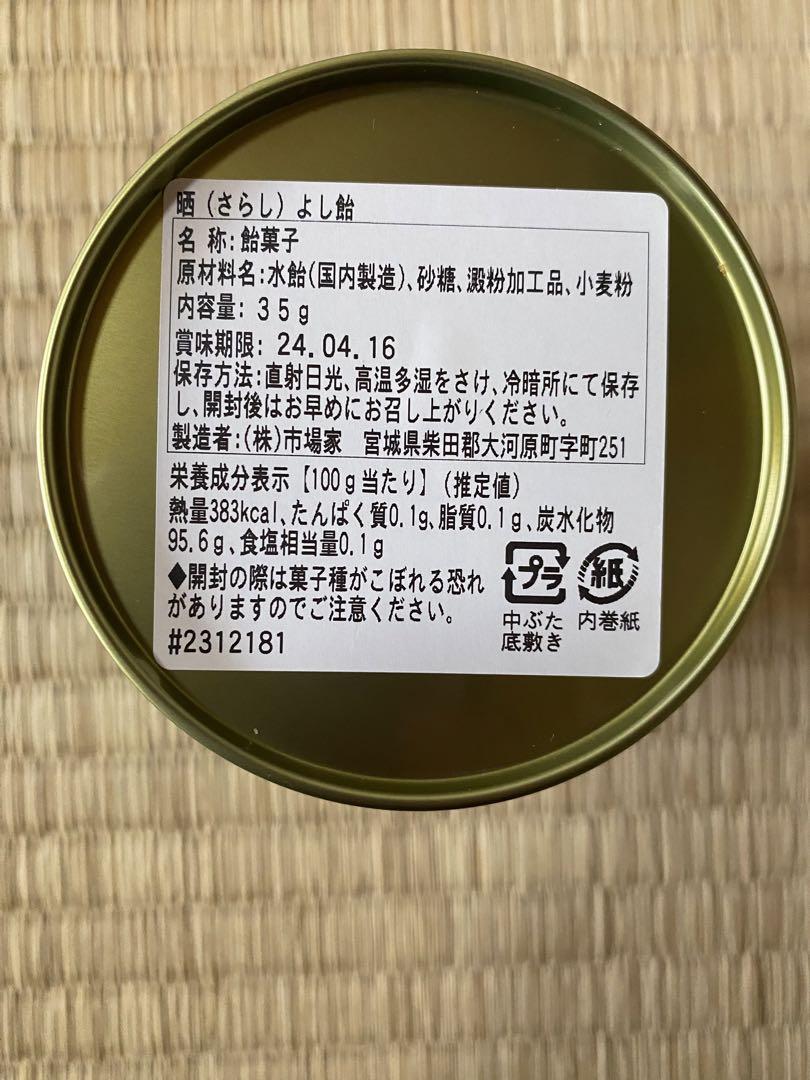 晒（さらし）よし飴
名 称:飴菓子
原材料名:水飴(国内製造)、砂糖、澱粉加工品、小麦粉
内容量: 35g
賞味期限: 24.04.16
保存方法:直射日光、高温多湿をさけ、冷暗所にて保存
し、開封後はお早めにお召し上がりください。
製造者:(株)市場家 宮城県柴田郡大河原町字町251
栄養成分表示【100g当たり】(推定値)
熱量383kcal、たんぱく質0.1g、脂質0.1g、炭水化物
95.6g、食塩相当量0.1g
◆開封の際は菓子種がこぼれる恐れ
がありますのでご注意ください。
#2312181
プラ
中ぶた
底敷き
紙
内巻紙